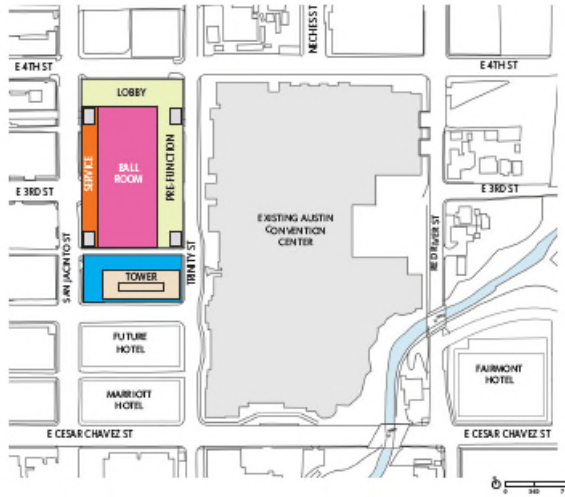 NECHES ST
E 4TH ST
E 4TH ST
LOBBY
SERVICE
BALL
ROOM
PRE-FUNCTION
E 3RD ST
E 3RD ST
EXISTING AUSTIN
CONVENTION
CENTER
SAN JACINTO ST
TRINITY ST
RED RIVER ST
TOWER
FUTURE
HOTEL
MARRIOTT
HOTEL
FAIRMONT
HOTEL
E CESAR CHAVEZ ST
E CESAR CHAVEZ ST
0